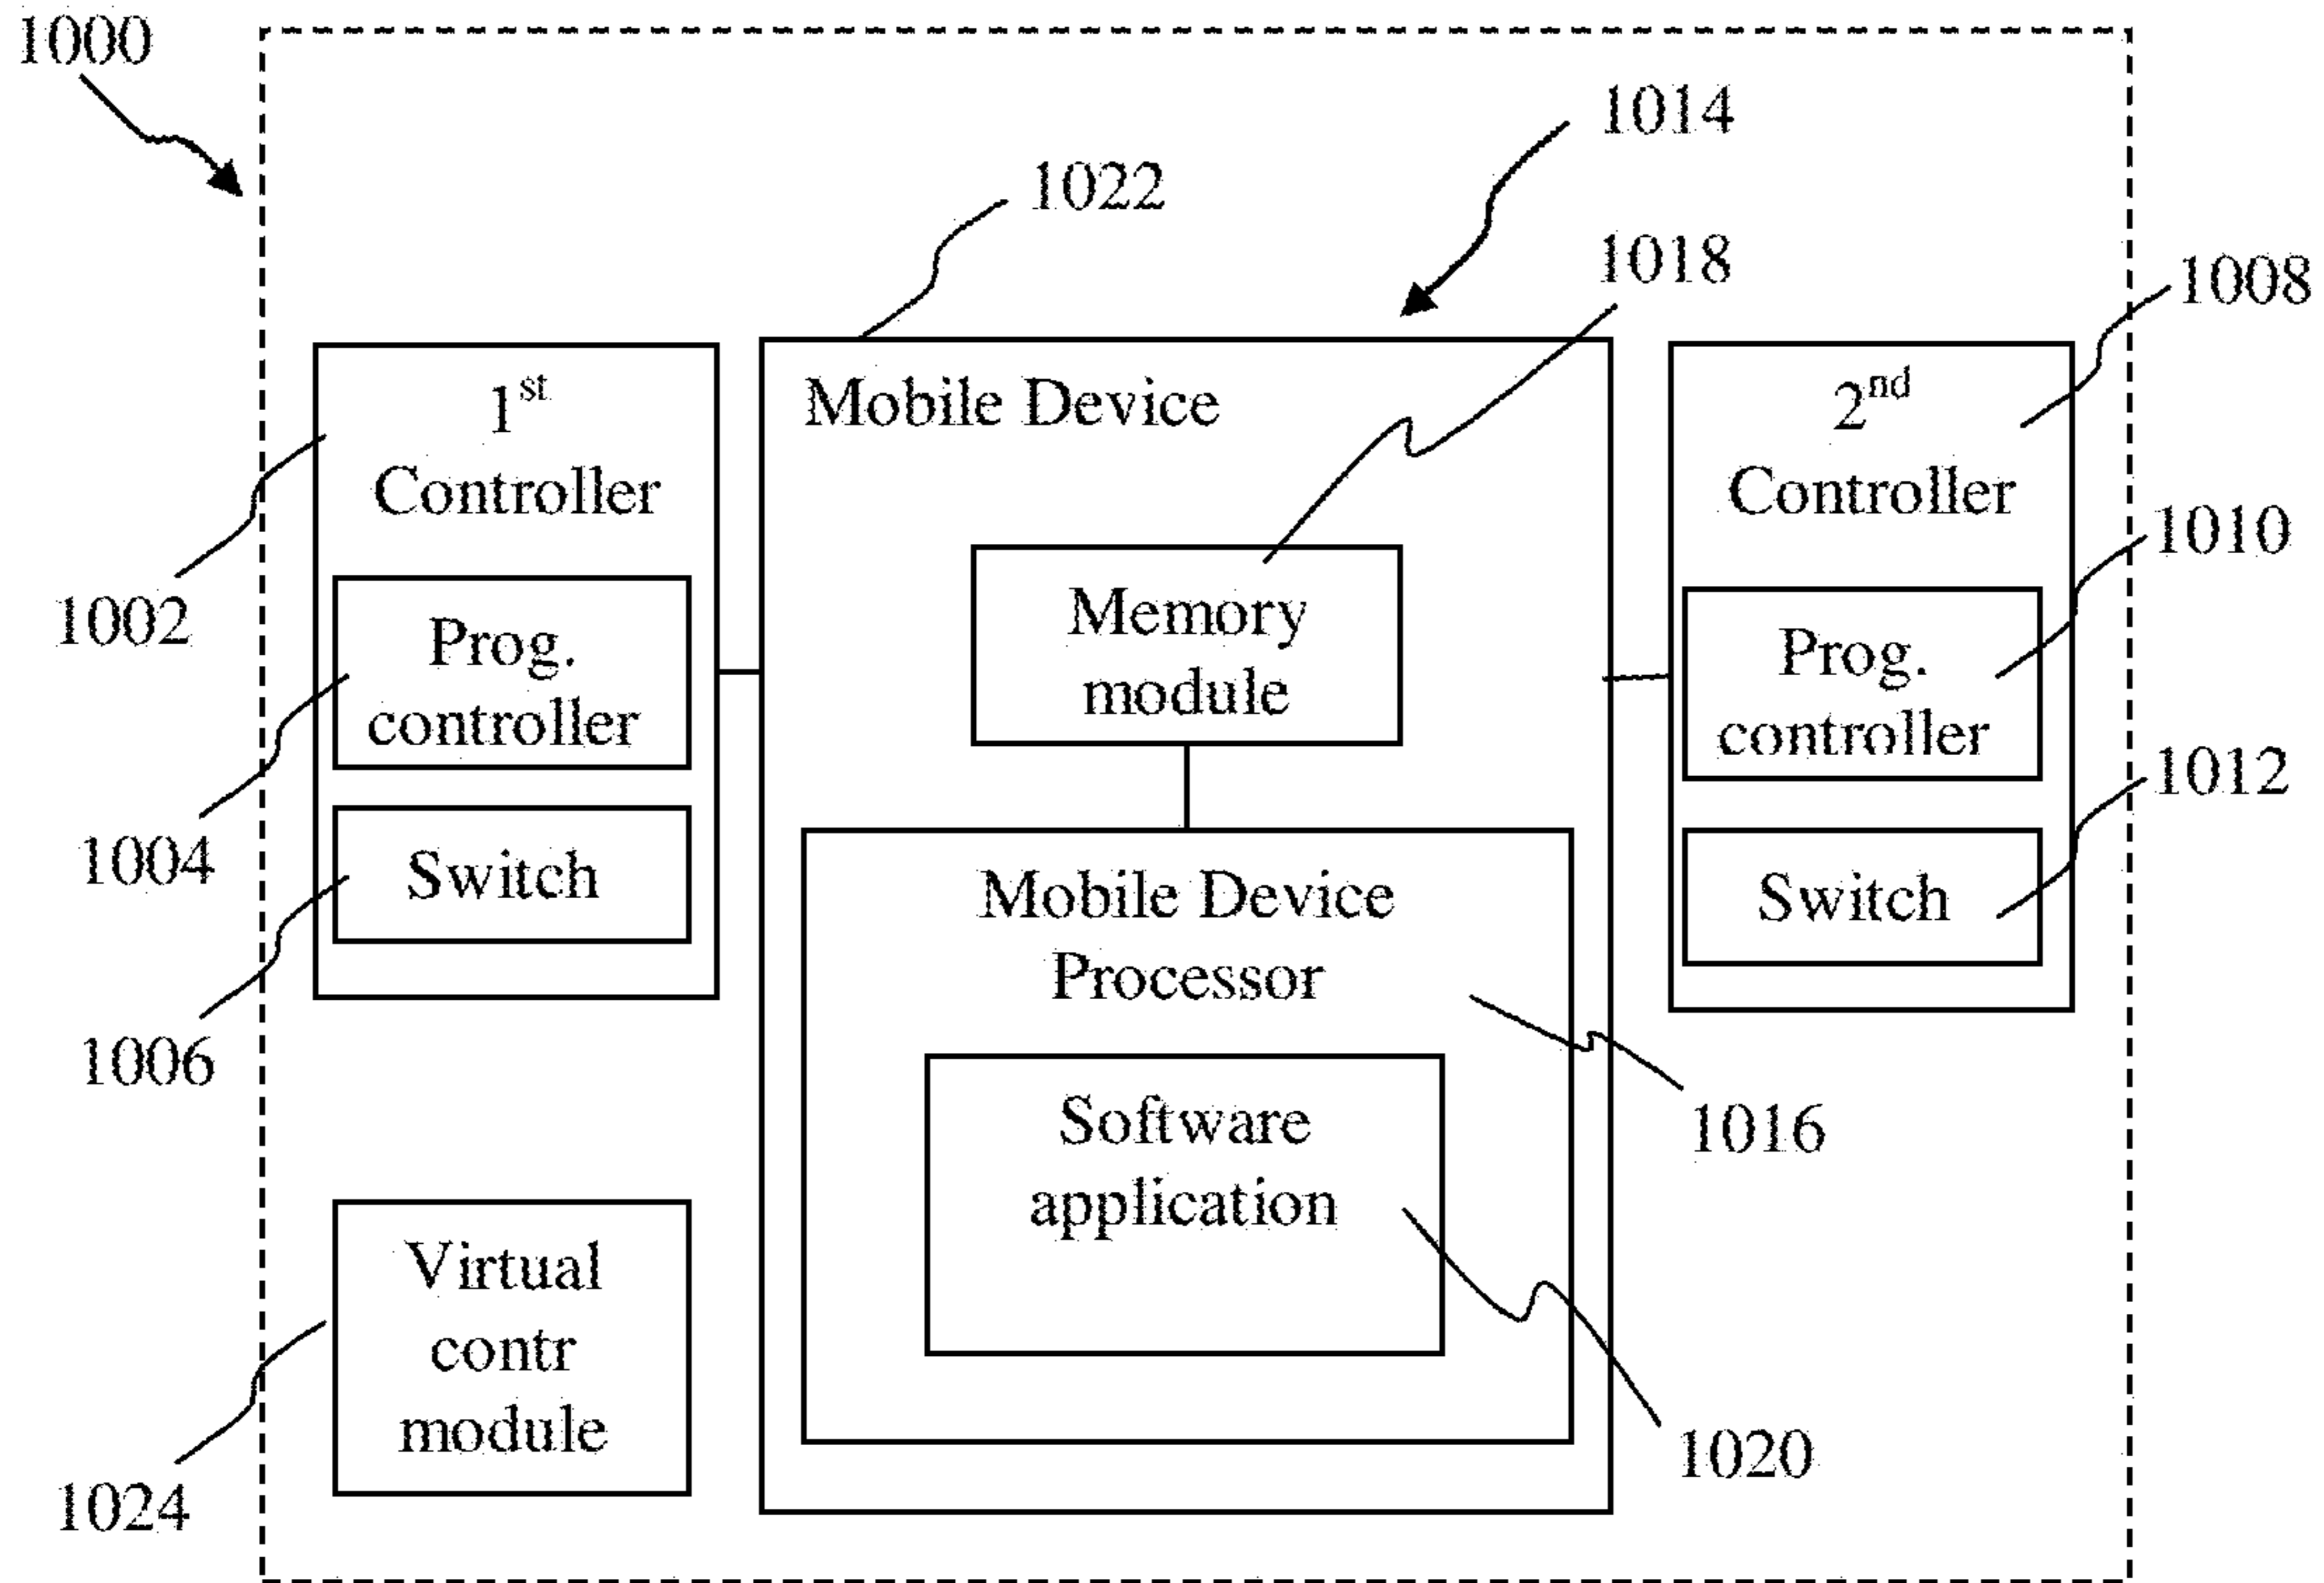 1000
1014
1022
1018
1008
1st
Controller
Mobile Device
2nd
Controller
1002
1010
Prog.
controller
Memory
module
Prog.
controller
1004
Switch
1012
Switch
Mobile Device
Processor
1006
1016
Software
application
Virtual
contr
module
1024
1020